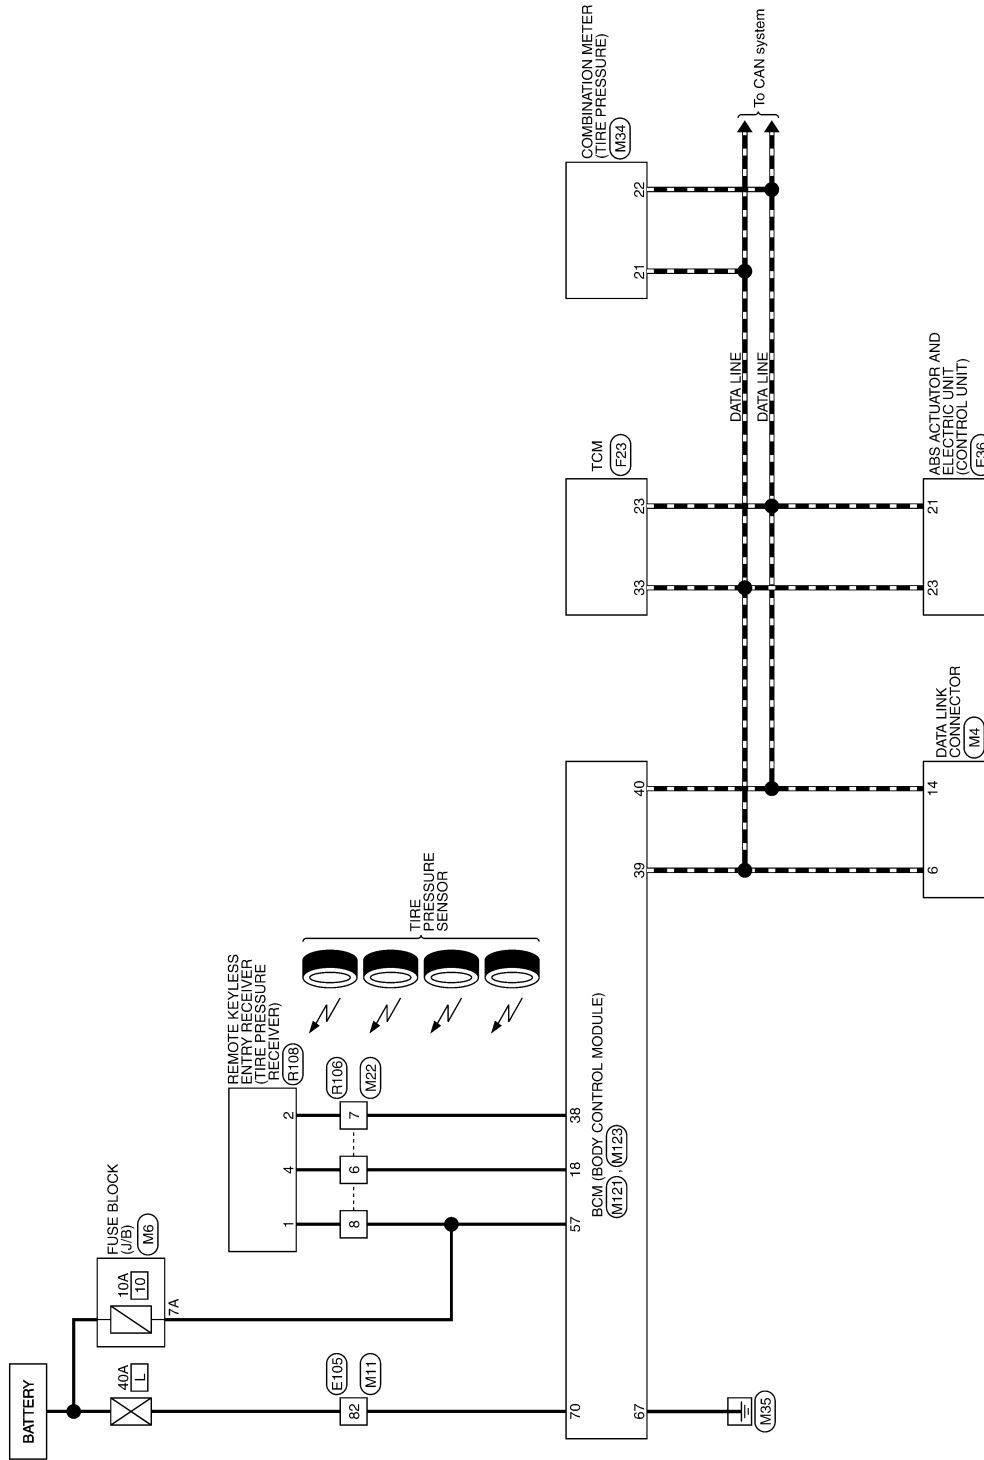 BATTERY
40A
L
FUSE BLOCK
(J/B)
M6
10A
10
7A
E105
82
M11
REMOTE KEYLESS
ENTRY RECEIVER
(TIRE PRESSURE
RECEIVER)
R108
1
4
2
R106
8
6
7
M22
TIRE
PRESSURE
SENSOR
70
57
18
38
BCM (BODY CONTROL MODULE)
M121 , M123
67
39
40
M35
TCM
F23
33
23
COMBINATION METER
(TIRE PRESSURE)
M34
21
22
DATA LINE
DATA LINE
To CAN system
6
14
DATA LINK
CONNECTOR
M4
23
21
ABS ACTUATOR AND
ELECTRIC UNIT
(CONTROL UNIT)